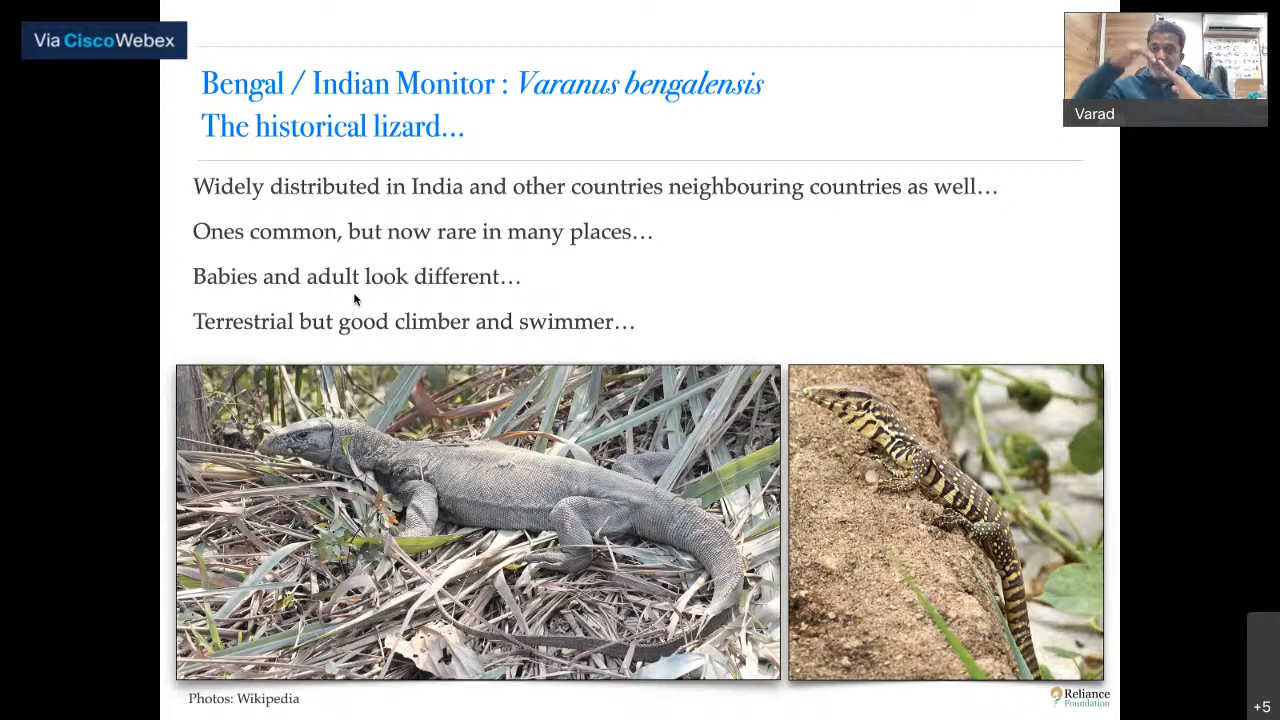 Via CiscoWebex
Bengal / Indian Monitor : Varanus bengalensis
The historical lizard...
Varad
Widely distributed in India and other countries neighbouring countries as well...
Ones common, but now rare in many places...
Babies and adult look different...
Terrestrial but good climber and swimmer...
Photos: Wikipedia
Reliance
Foundation
+5